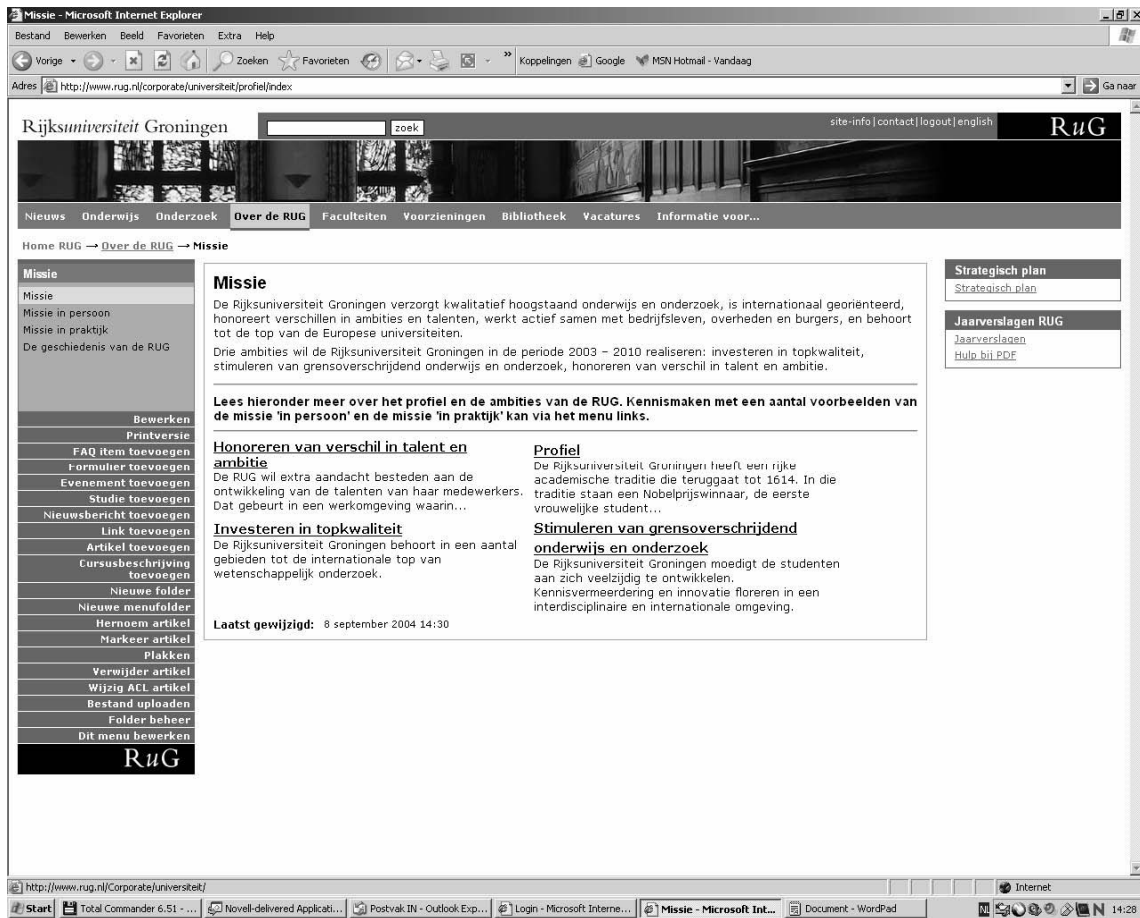 Missie - Microsoft Internet Explorer
Bestand Bewerken Beeld Favorieten Extra Help
Vorige Zoeken Favorieten » Koppelingen Google MSN Hotmail - Vandaag
Adres http://www.rug.nl/corporate/universiteit/profiel/index Ga naar
Rijksuniversiteit Groningen zoek site-info | contact | logout | english RuG
Nieuws Onderwijs Onderzoek Over de RUG Faculteiten Voorzieningen Bibliotheek Vacatures Informatie voor...
Home RUG → Over de RUG → Missie
Missie
Missie
Missie in persoon
Missie in praktijk
De geschiedenis van de RUG
Bewerken
Printversie
FAQ item toevoegen
Formulier toevoegen
Evenement toevoegen
Studie toevoegen
Nieuwsbericht toevoegen
Link toevoegen
Artikel toevoegen
Cursusbeschrijving
toevoegen
Nieuwe folder
Nieuwe menufolder
Hernoem artikel
Markeer artikel
Plakken
Verwijder artikel
Wijzig ACL artikel
Bestand uploaden
Folder beheer
Dit menu bewerken
RuG
Missie
De Rijksuniversiteit Groningen verzorgt kwalitatief hoogstaand onderwijs en onderzoek, is internationaal georiënteerd,
honoreert verschillen in ambities en talenten, werkt actief samen met bedrijfsleven, overheden en burgers, en behoort
tot de top van de Europese universiteiten.
Drie ambities wil de Rijksuniversiteit Groningen in de periode 2003 – 2010 realiseren: investeren in topkwaliteit,
stimuleren van grensoverschrijdend onderwijs en onderzoek, honoreren van verschil in talent en ambitie.
Lees hieronder meer over het profiel en de ambities van de RUG. Kennismaken met een aantal voorbeelden van
de missie 'in persoon' en de missie 'in praktijk' kan via het menu links.
Honoreren van verschil in talent en
ambitie
De RUG wil extra aandacht besteden aan de
ontwikkeling van de talenten van haar medewerkers.
Dat gebeurt in een werkomgeving waarin...
Investeren in topkwaliteit
De Rijksuniversiteit Groningen behoort in een aantal
gebieden tot de internationale top van
wetenschappelijk onderzoek.
Profiel
De Rijksuniversiteit Groningen heeft een rijke
academische traditie die teruggaat tot 1614. In die
traditie staan een Nobelprijswinnaar, de eerste
vrouwelijke student...
Stimuleren van grensoverschrijdend
onderwijs en onderzoek
De Rijksuniversiteit Groningen moedigt de studenten
aan zich veelzijdig te ontwikkelen.
Kennisvermeerdering en innovatie floreren in een
interdisciplinaire en internationale omgeving.
Laatst gewijzigd: 8 september 2004 14:30
Strategisch plan
Strategisch plan
Jaarverslagen RUG
Jaarverslagen
Hulp bij PDF
http://www.rug.nl/Corporate/universiteit/ Internet
Start Total Commander 6.51 - ... Novell-delivered Applicati... Postvak IN - Outlook Exp... Login - Microsoft Interne... Missie - Microsoft Int... Document - WordPad NL N 14:28